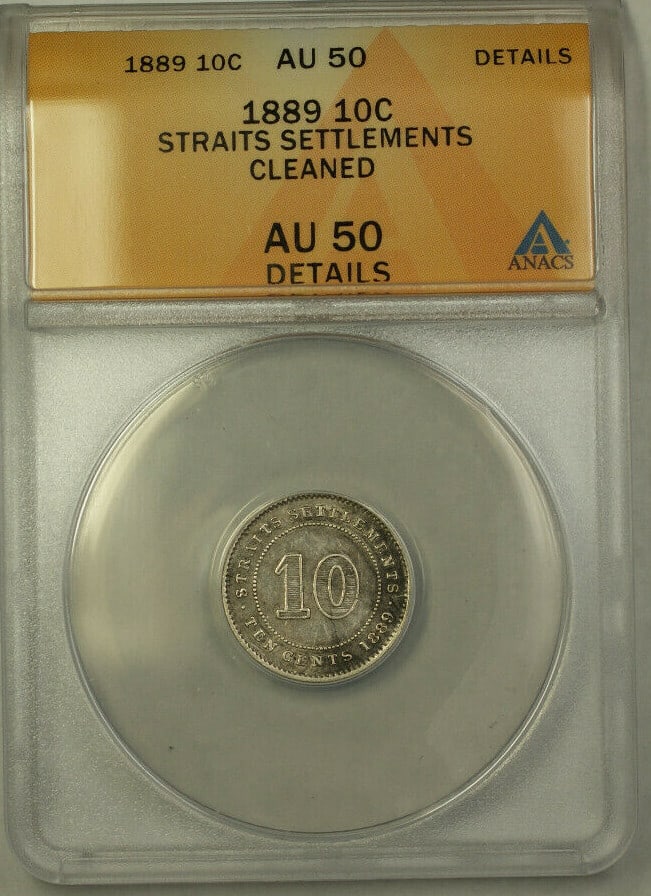 1889 10C AU 50 DETAILS
1889 10C
STRAITS SETTLEMENTS
CLEANED
AU 50
DETAILS
ANACS
· STRAITS SETTLEMENTS ·
10
TEN CENTS 1889